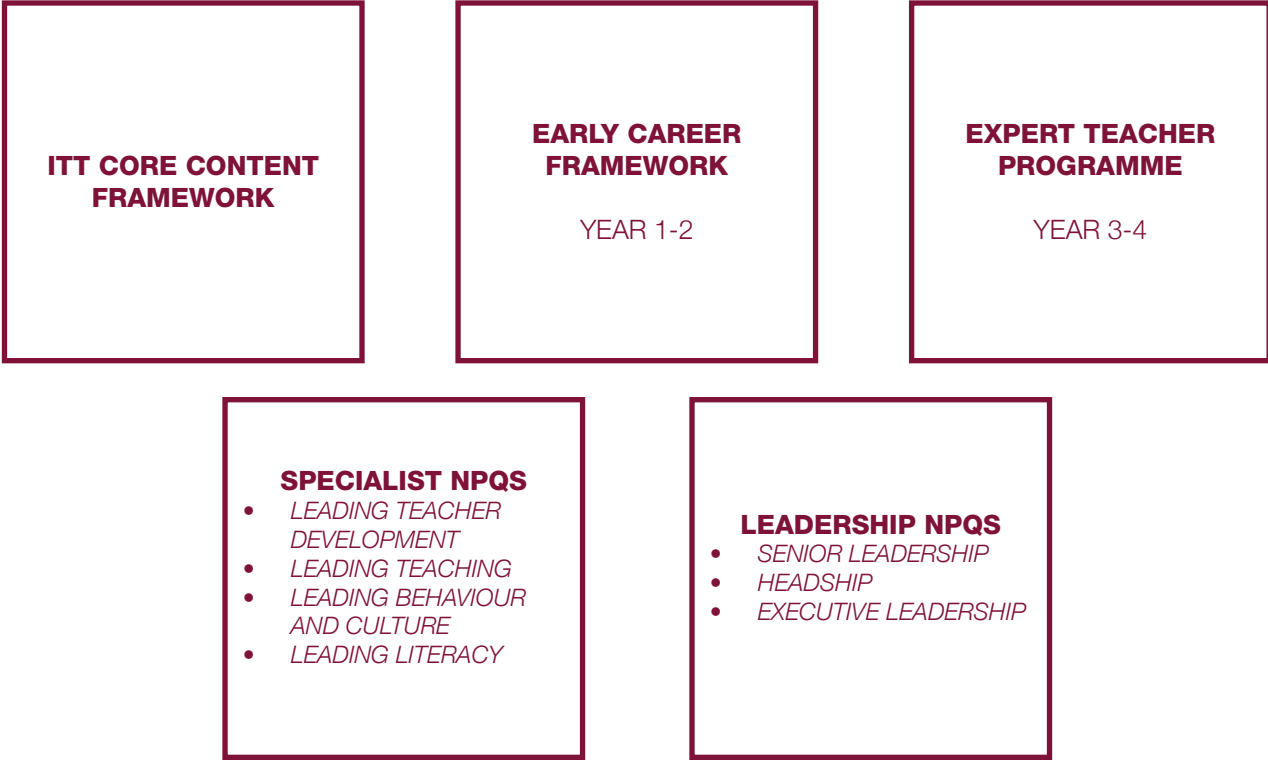 ITT CORE CONTENT
FRAMEWORK
EARLY CAREER
FRAMEWORK
YEAR 1-2
EXPERT TEACHER
PROGRAMME
YEAR 3-4
SPECIALIST NPQS
• LEADING TEACHER
DEVELOPMENT
• LEADING TEACHING
• LEADING BEHAVIOUR
AND CULTURE
• LEADING LITERACY
LEADERSHIP NPQS
• SENIOR LEADERSHIP
• HEADSHIP
• EXECUTIVE LEADERSHIP